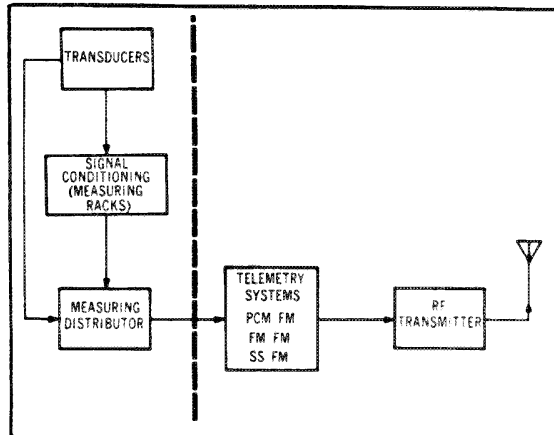 TRANSDUCERS
SIGNAL
CONDITIONING
(MEASURING
RACKS)
MEASURING
DISTRIBUTOR
TELEMETRY
SYSTEMS
PCM FM
FM FM
SS FM
RF
TRANSMITTER